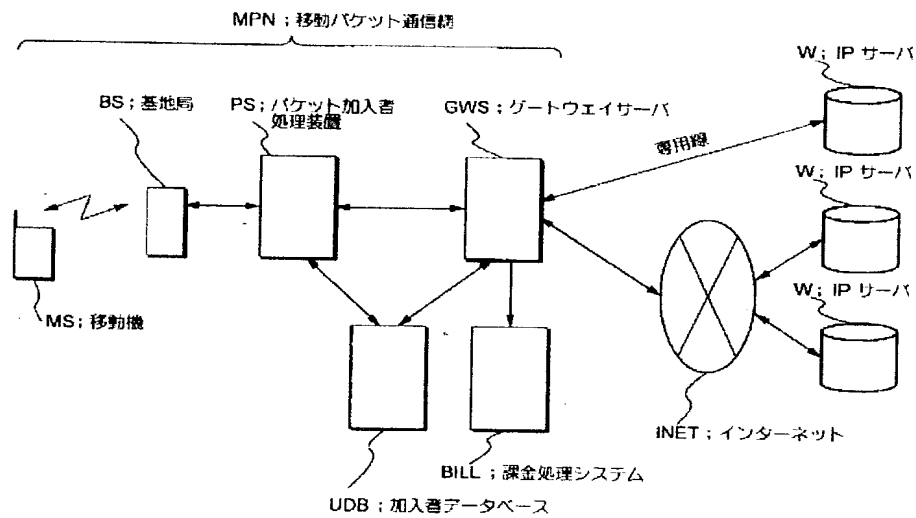 MPN ; 移動パケット通信網
W ; IP サーバ
BS ; 基地局
PS ; パケット加入者
処理装置
GWS ; ゲートウェイサーバ
専用線
W ; IP サーバ
W ; IP サーバ
MS ; 移動機
INET ; インターネット
BILL ; 課金処理システム
UDB ; 加入者データベース